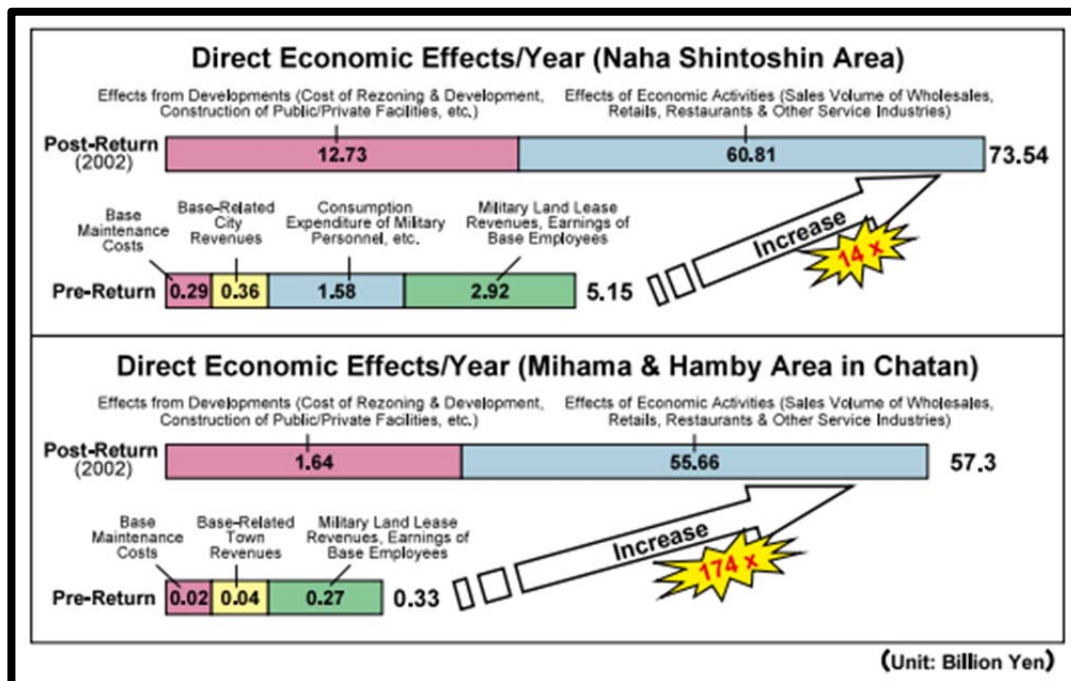 Direct Economic Effects/Year (Naha Shintoshin Area)
Effects from Developments (Cost of Rezoning & Development,
Construction of Public/Private Facilities, etc.)
Effects of Economic Activities (Sales Volume of Wholesales,
Retails, Restaurants & Other Service Industries)
Post-Return
(2002)
12.73
60.81
73.54
Base
Maintenance
Costs
Base-Related
City
Revenues
Consumption
Expenditure of Military
Personnel, etc.
Military Land Lease
Revenues, Earnings of
Base Employees
Increase
14 x
Pre-Return
0.29
0.36
1.58
2.92
5.15
Direct Economic Effects/Year (Mihama & Hamby Area in Chatan)
Effects from Developments (Cost of Rezoning & Development,
Construction of Public/Private Facilities, etc.)
Effects of Economic Activities (Sales Volume of Wholesales,
Retails, Restaurants & Other Service Industries)
Post-Return
(2002)
1.64
55.66
57.3
Base
Maintenance
Costs
Base-Related
Town
Revenues
Military Land Lease
Revenues, Earnings of
Base Employees
Increase
174 x
Pre-Return
0.02
0.04
0.27
0.33
(Unit: Billion Yen)